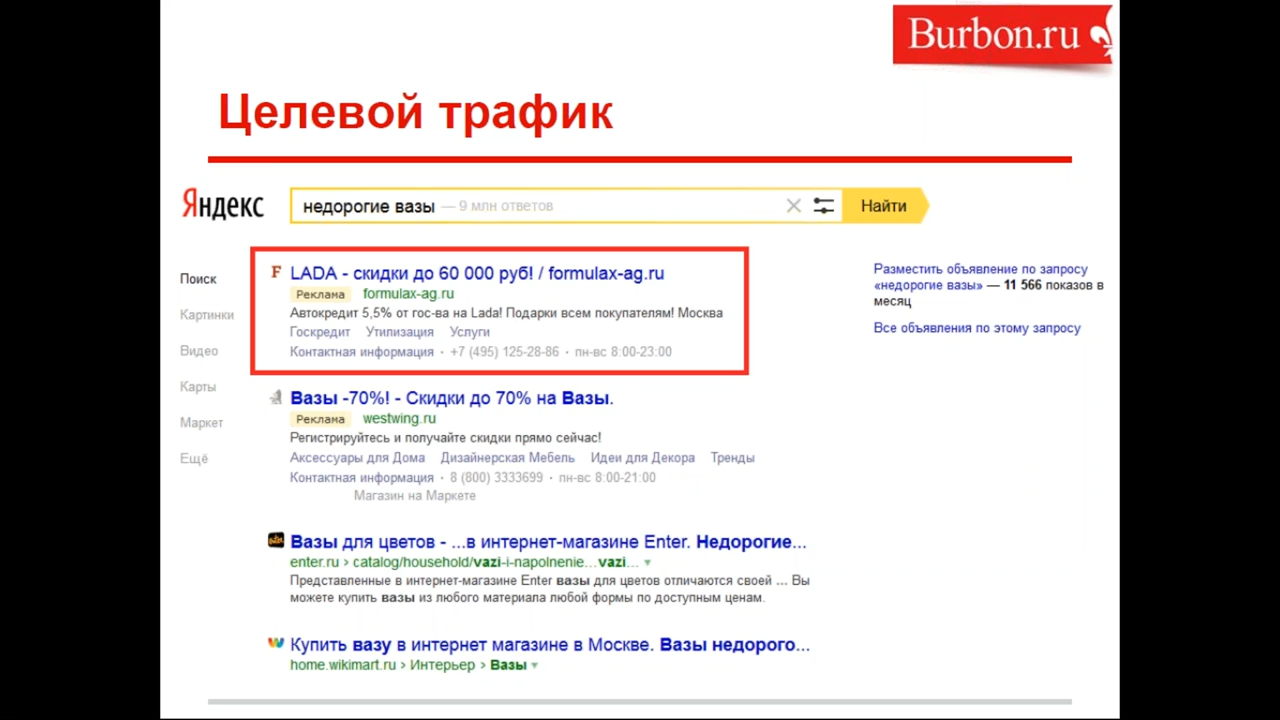 Burbon.ru
Целевой трафик
Яндекс
недорогие вазы — 9 млн ответов
Найти
Поиск
Картинки
Видео
Карты
Маркет
Ещё
LADA - скидки до 60 000 руб! / formulax-ag.ru
Реклама formulax-ag.ru
Автокредит 5,5% от гос-ва на Lada! Подарки всем покупателям! Москва
Госкредит Утилизация Услуги
Контактная информация · +7 (495) 125-28-86 · пн-вс 8:00-23:00
Вазы -70%! - Скидки до 70% на Вазы.
Реклама westwing.ru
Регистрируйтесь и получайте скидки прямо сейчас!
Аксессуары для Дома Дизайнерская Мебель Идеи для Декора Тренды
Контактная информация · 8 (800) 3333699 · пн-вс 8:00-21:00
Магазин на Маркете
Вазы для цветов - ...в интернет-магазине Enter. Недорогие...
enter.ru › catalog/household/vazi-i-napolnenie...vazi...
Представленные в интернет-магазине Enter вазы для цветов отличаются своей ... Вы
можете купить вазы из любого материала любой формы по доступным ценам.
Купить вазу в интернет магазине в Москве. Вазы недорого...
home.wikimart.ru › Интерьер › Вазы
Разместить объявление по запросу
«недорогие вазы» — 11 566 показов в
месяц
Все объявления по этому запросу